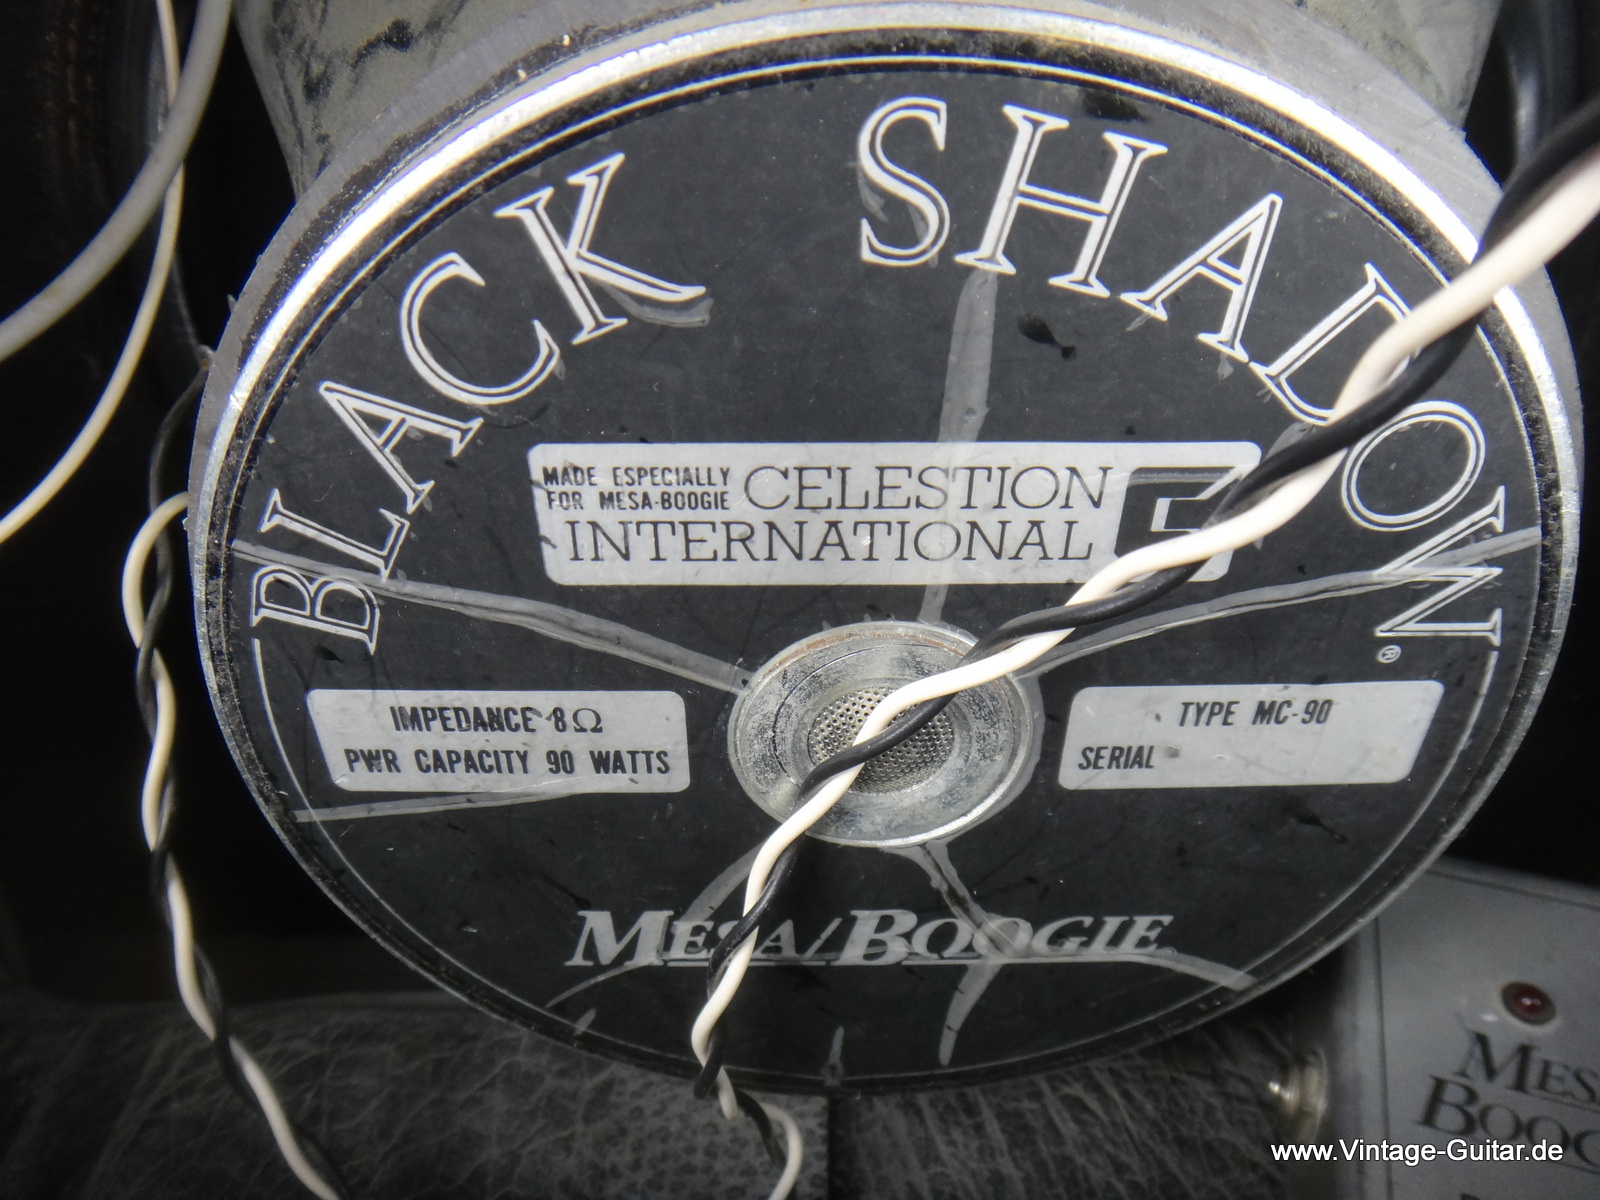 BLACK SHADOW
®
MADE ESPECIALLY
FOR MESA-BOOGIE
CELESTION
INTERNATIONAL
IMPEDANCE 8Ω
PWR CAPACITY 90 WATTS
TYPE MC-90
SERIAL
MESA/BOOGIE
MES
BOOG
www.Vintage-Guitar.de